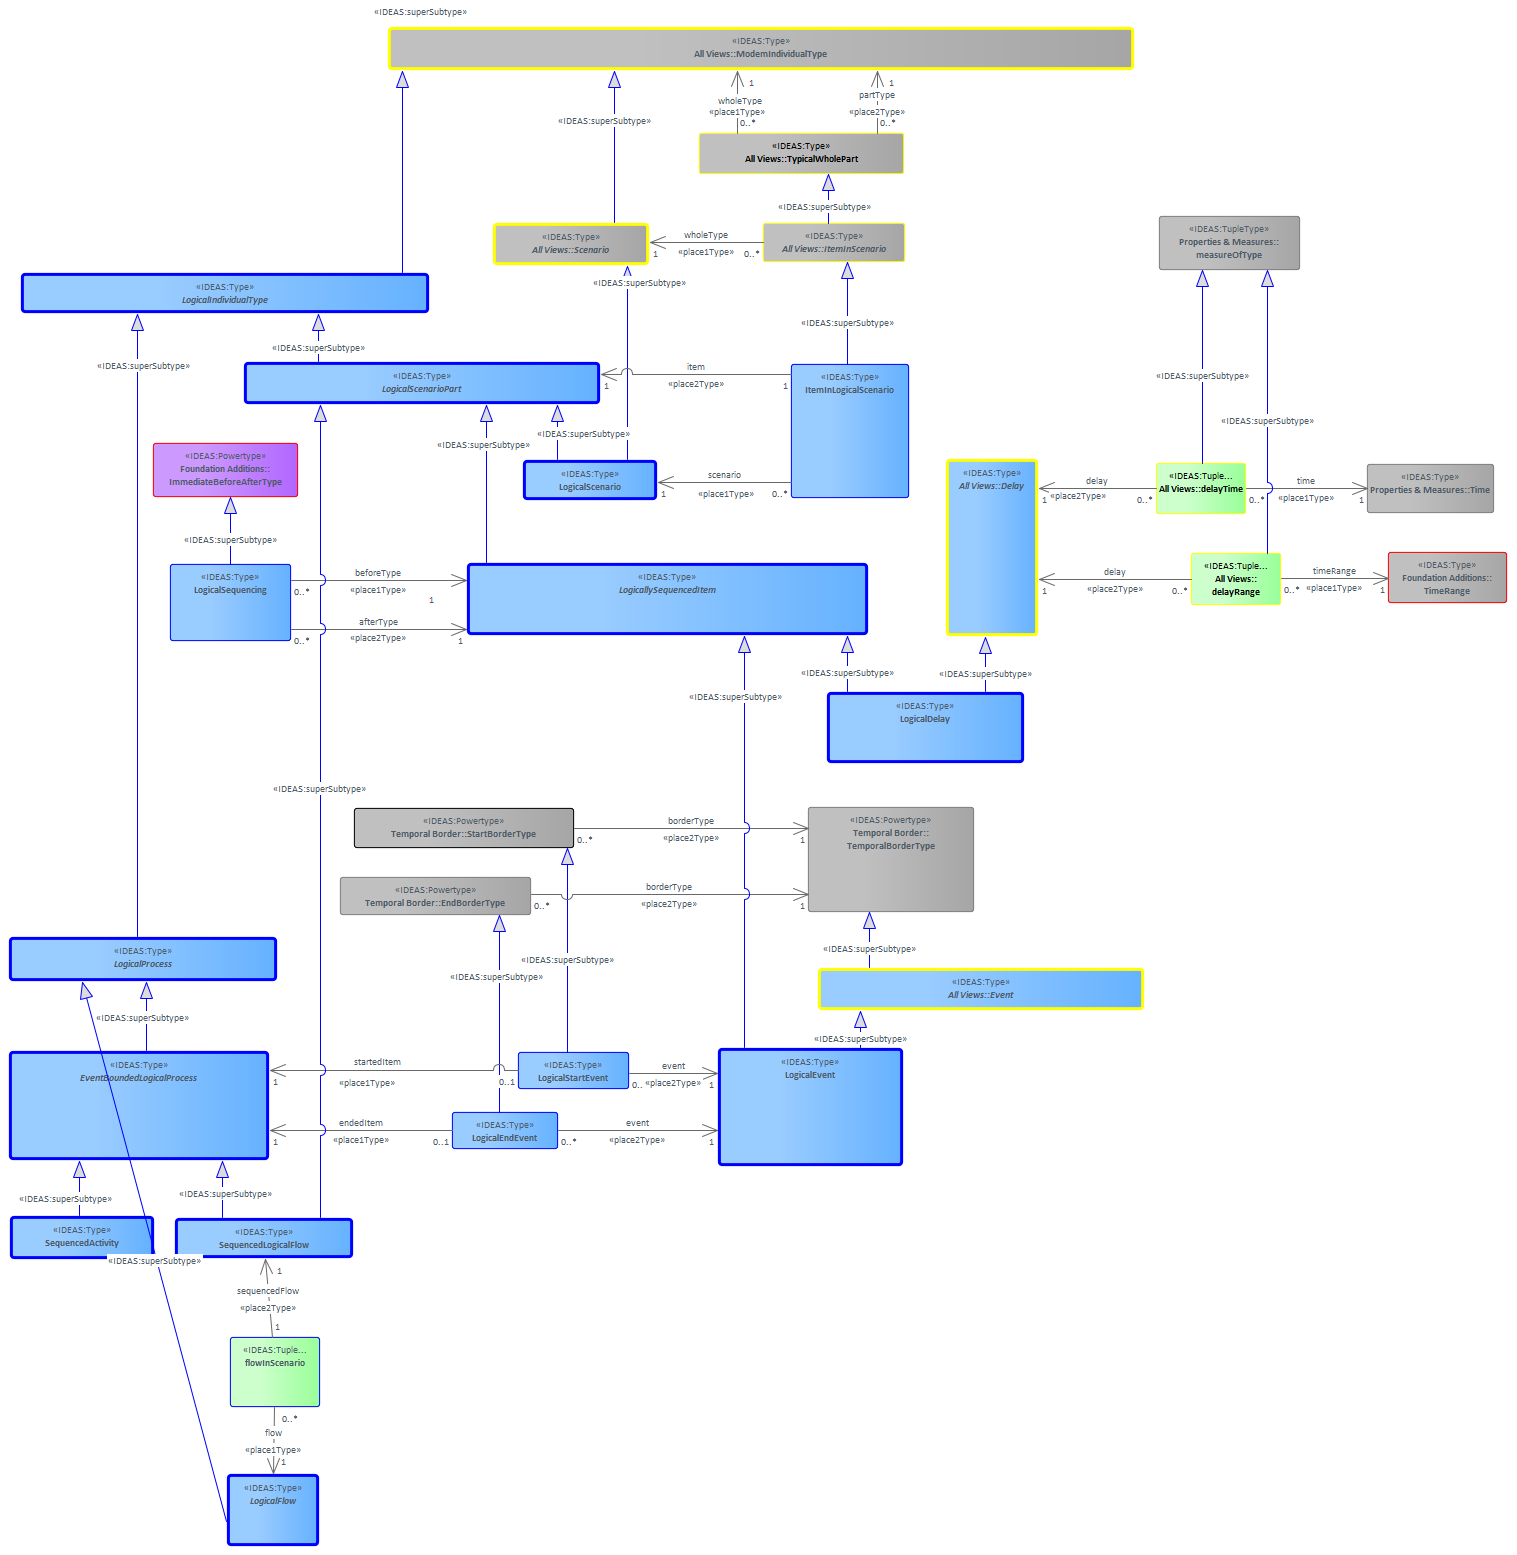 «IDEAS:superSubtype»
«IDEAS:Type»
All Views::ModemIndividualType
1
1
wholeType
«place1Type»
0..*
partType
«place2Type»
0..*
«IDEAS:superSubtype»
«IDEAS:Type»
All Views::TypicalWholePart
«IDEAS:superSubtype»
«IDEAS:Type»
All Views::Scenario
wholeType
1
«place1Type»
0..*
«IDEAS:Type»
All Views::ItemInScenario
«IDEAS:TupleType»
Properties & Measures::
measureOfType
«IDEAS:Type»
LogicalIndividualType
«IDEAS:superSubtype»
«IDEAS:superSubtype»
«IDEAS:superSubtype»
«IDEAS:superSubtype»
«IDEAS:Type»
LogicalScenarioPart
item
1
«place2Type»
1
«IDEAS:Type»
ItemInLogicalScenario
«IDEAS:superSubtype»
«IDEAS:superSubtype»
«IDEAS:superSubtype»
«IDEAS:superSubtype»
«IDEAS:Powertype»
Foundation Additions::
ImmediateBeforeAfterType
«IDEAS:Type»
LogicalScenario
scenario
1
«place1Type»
0..*
«IDEAS:Type»
All Views::Delay
delay
1
«place2Type»
0..*
«IDEAS:Tuple...
All Views::delayTime
time
0..*
«place1Type»
1
«IDEAS:Type»
Properties & Measures::Time
«IDEAS:superSubtype»
«IDEAS:Type»
LogicalSequencing
beforeType
0..*
«place1Type»
1
afterType
0..*
«place2Type»
1
«IDEAS:Type»
LogicallySequencedItem
delay
1
«place2Type»
0..*
«IDEAS:Tuple...
All Views::
delayRange
timeRange
0..*
«place1Type»
1
«IDEAS:Type»
Foundation Additions::
TimeRange
«IDEAS:superSubtype»
«IDEAS:superSubtype»
«IDEAS:superSubtype»
«IDEAS:Type»
LogicalDelay
«IDEAS:superSubtype»
«IDEAS:Powertype»
Temporal Border::StartBorderType
borderType
0..*
«place2Type»
1
«IDEAS:Powertype»
Temporal Border::
TemporalBorderType
«IDEAS:Powertype»
Temporal Border::EndBorderType
borderType
0..*
«place2Type»
1
«IDEAS:superSubtype»
«IDEAS:superSubtype»
«IDEAS:superSubtype»
«IDEAS:Type»
LogicalProcess
«IDEAS:Type»
All Views::Event
«IDEAS:superSubtype»
«IDEAS:superSubtype»
«IDEAS:Type»
EventBoundedLogicalProcess
startedItem
1
«place1Type»
0..1
«IDEAS:Type»
LogicalStartEvent
event
0..
«place2Type»
1
«IDEAS:Type»
LogicalEvent
endedItem
1
«place1Type»
0..1
«IDEAS:Type»
LogicalEndEvent
event
0..*
«place2Type»
1
«IDEAS:superSubtype»
«IDEAS:superSubtype»
«IDEAS:Type»
SequencedActivity
«IDEAS:Type»
SequencedLogicalFlow
«IDEAS:superSubtype»
1
sequencedFlow
«place2Type»
1
«IDEAS:Tuple...
flowInScenario
0..*
flow
«place1Type»
1
«IDEAS:Type»
LogicalFlow